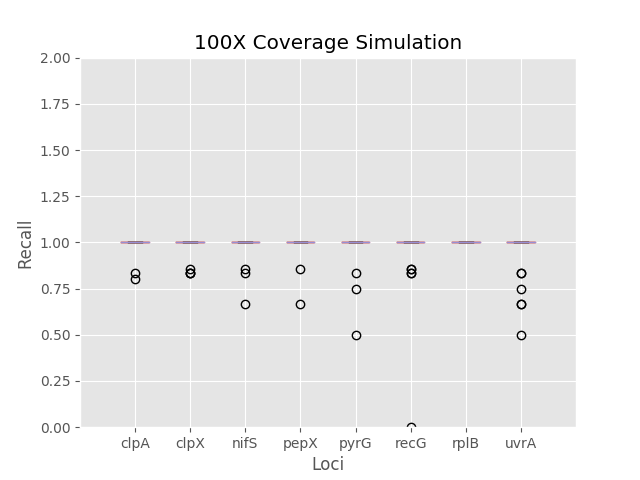 100X Coverage Simulation
2.00
1.75
1.50
1.25
1.00
0.75
0.50
0.25
0.00
Recall
clpA clpX nifS pepX pyrG recG rplB uvrA
Loci